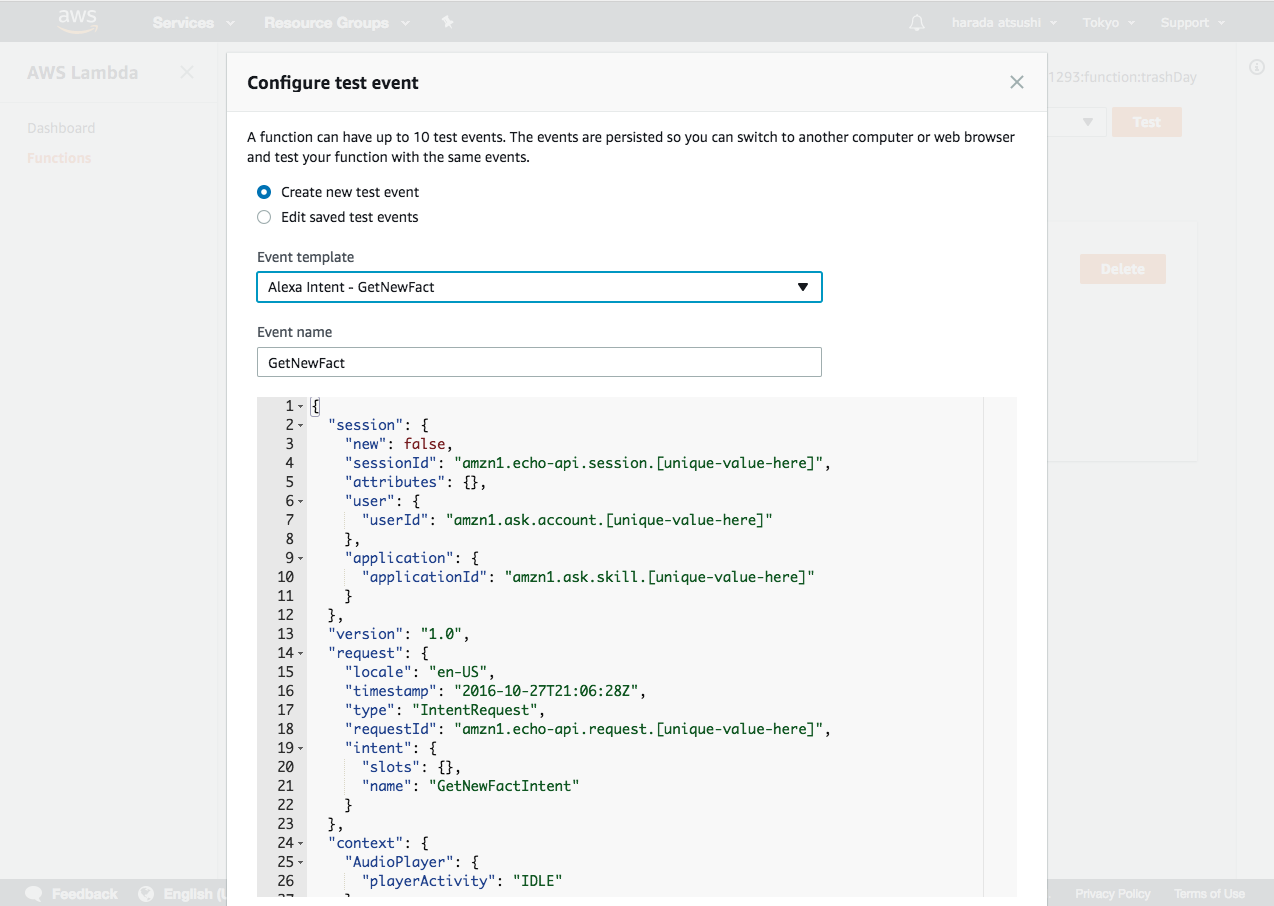 aws
Services
Resource Groups
harada atsushi
Tokyo
Support
AWS Lambda
Dashboard
Functions
1293:function:trashDay
Test
Delete
Configure test event
A function can have up to 10 test events. The events are persisted so you can switch to another computer or web browser
and test your function with the same events.
Create new test event
Edit saved test events
Event template
Alexa Intent - GetNewFact
Event name
GetNewFact
1 {
2 "session": {
3 "new": false,
4 "sessionId": "amzn1.echo-api.session.[unique-value-here]",
5 "attributes": {},
6 "user": {
7 "userId": "amzn1.ask.account.[unique-value-here]"
8 },
9 "application": {
10 "applicationId": "amzn1.ask.skill.[unique-value-here]"
11 }
12 },
13 "version": "1.0",
14 "request": {
15 "locale": "en-US",
16 "timestamp": "2016-10-27T21:06:28Z",
17 "type": "IntentRequest",
18 "requestId": "amzn1.echo-api.request.[unique-value-here]",
19 "intent": {
20 "slots": {},
21 "name": "GetNewFactIntent"
22 }
23 },
24 "context": {
25 "AudioPlayer": {
26 "playerActivity": "IDLE"
Feedback
English (
Privacy Policy
Terms of Use